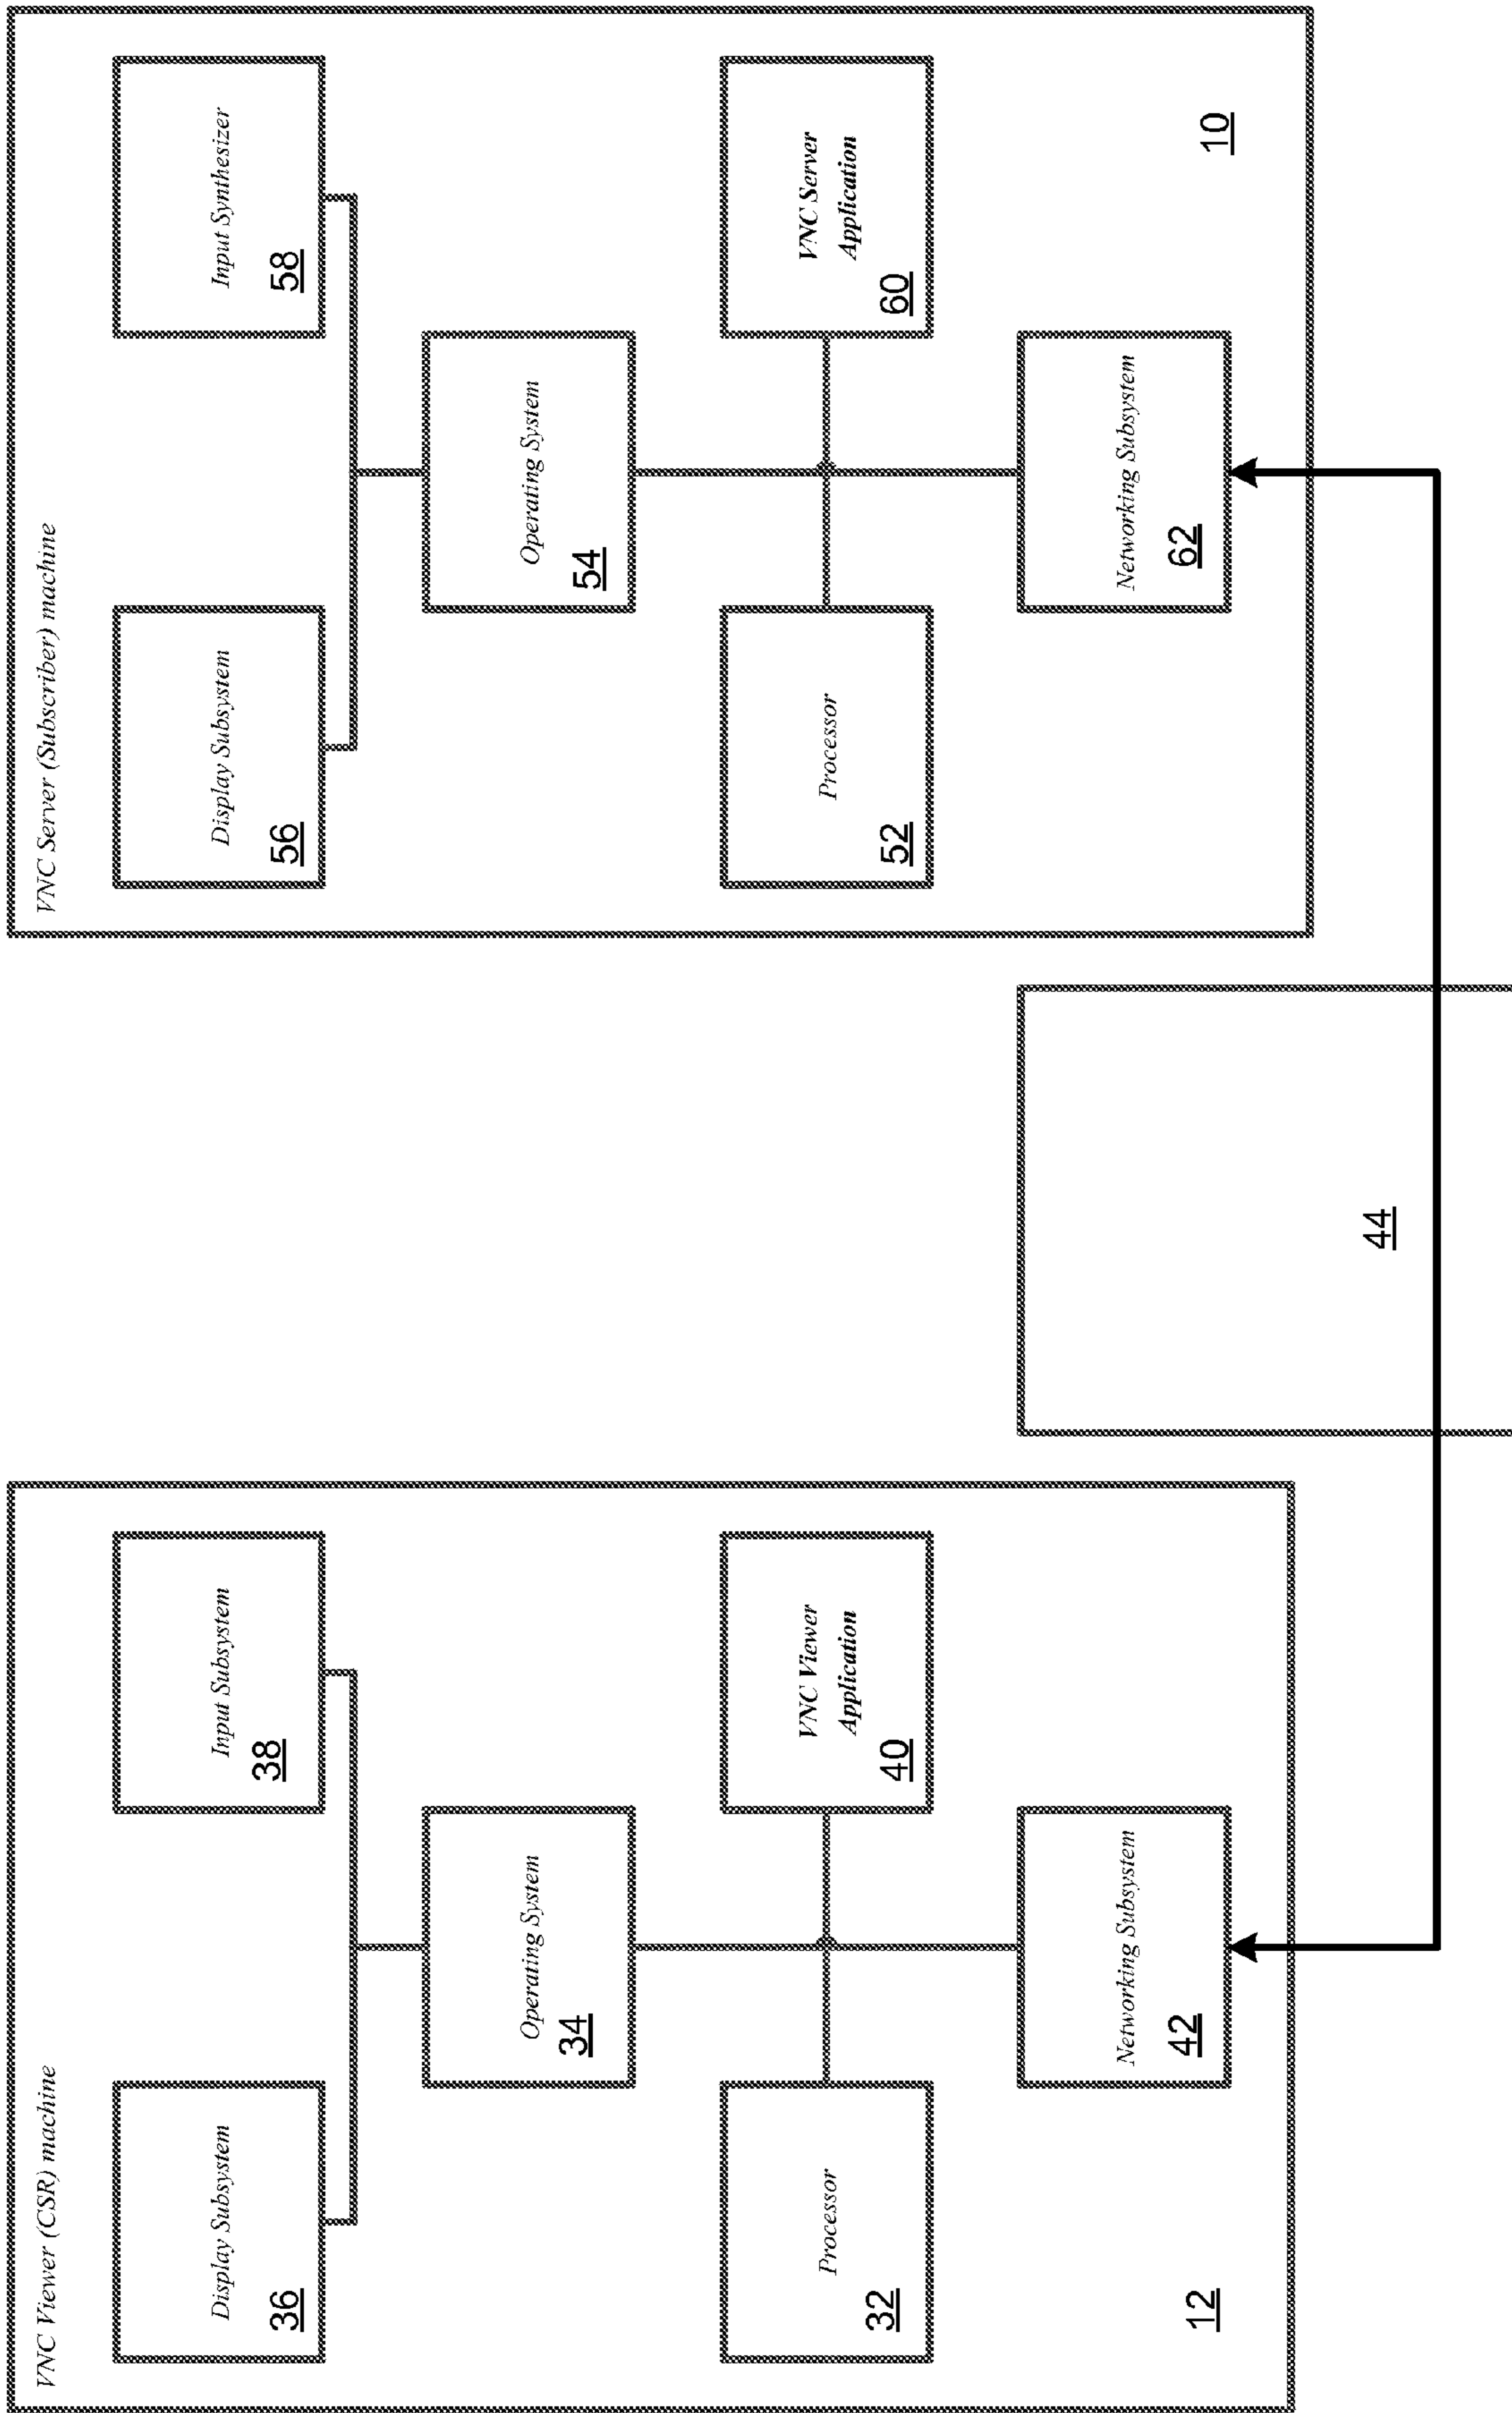 VNC Viewer (CSR) machine
Display Subsystem
36
Input Subsystem
38
Operating System
34
Processor
32
VNC Viewer
Application
40
Networking Subsystem
42
12
44
VNC Server (Subscriber) machine
Display Subsystem
56
Input Synthesizer
58
Operating System
54
Processor
52
VNC Server
Application
60
Networking Subsystem
62
10